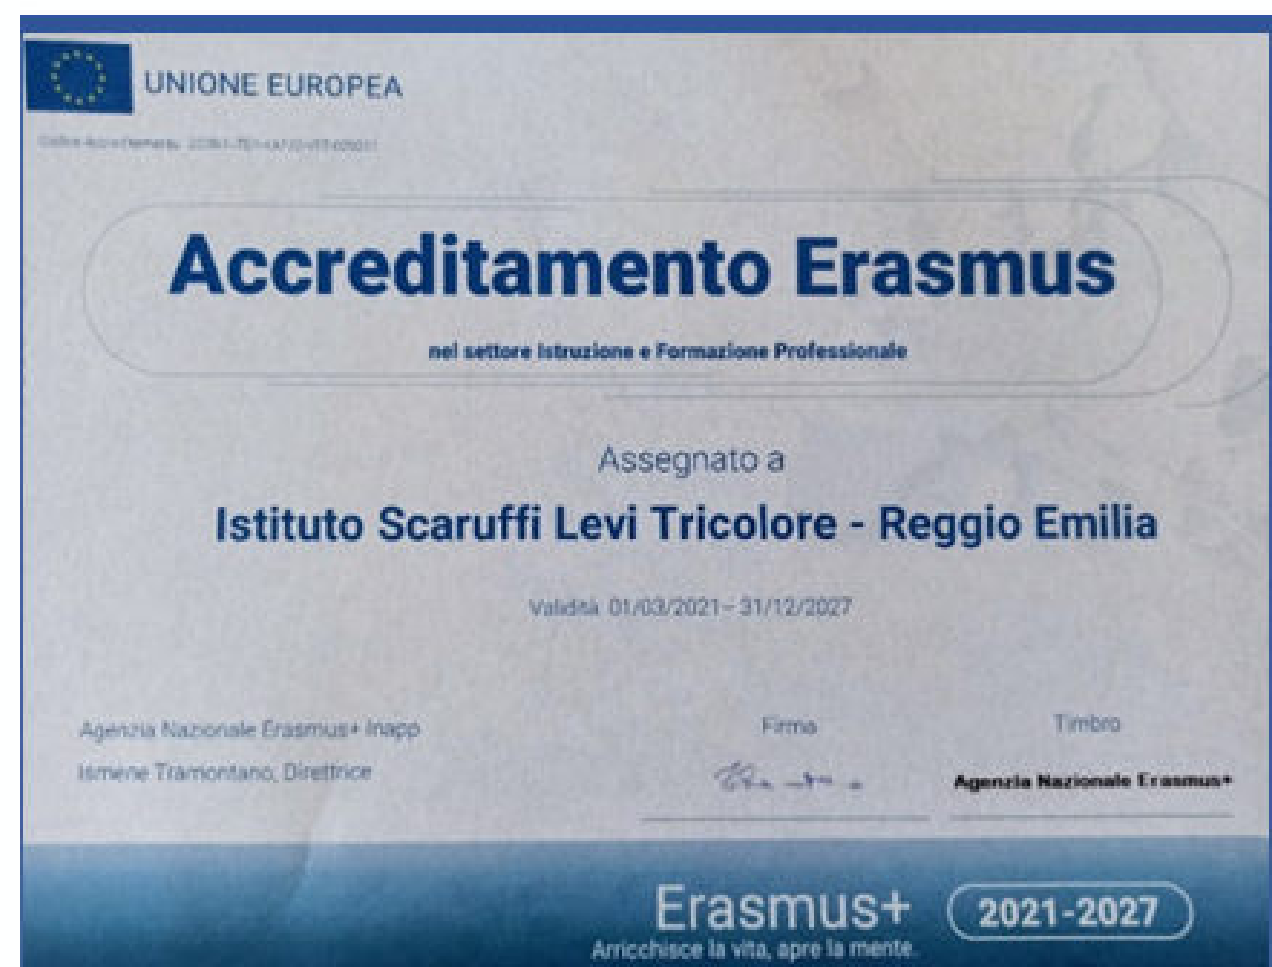 UNIONE EUROPEA
Codice Accreditamento
Accreditamento Erasmus
nel settore Istruzione e Formazione Professionale
Assegnato a
Istituto Scaruffi Levi Tricolore - Reggio Emilia
Validità 01/03/2021 – 31/12/2027
Agenzia Nazionale Erasmus+ Inapp
Ismene Tramontano, Direttrice
Firma
Timbro
Agenzia Nazionale Erasmus+
Erasmus+
2021-2027
Arricchisce la vita, apre la mente.